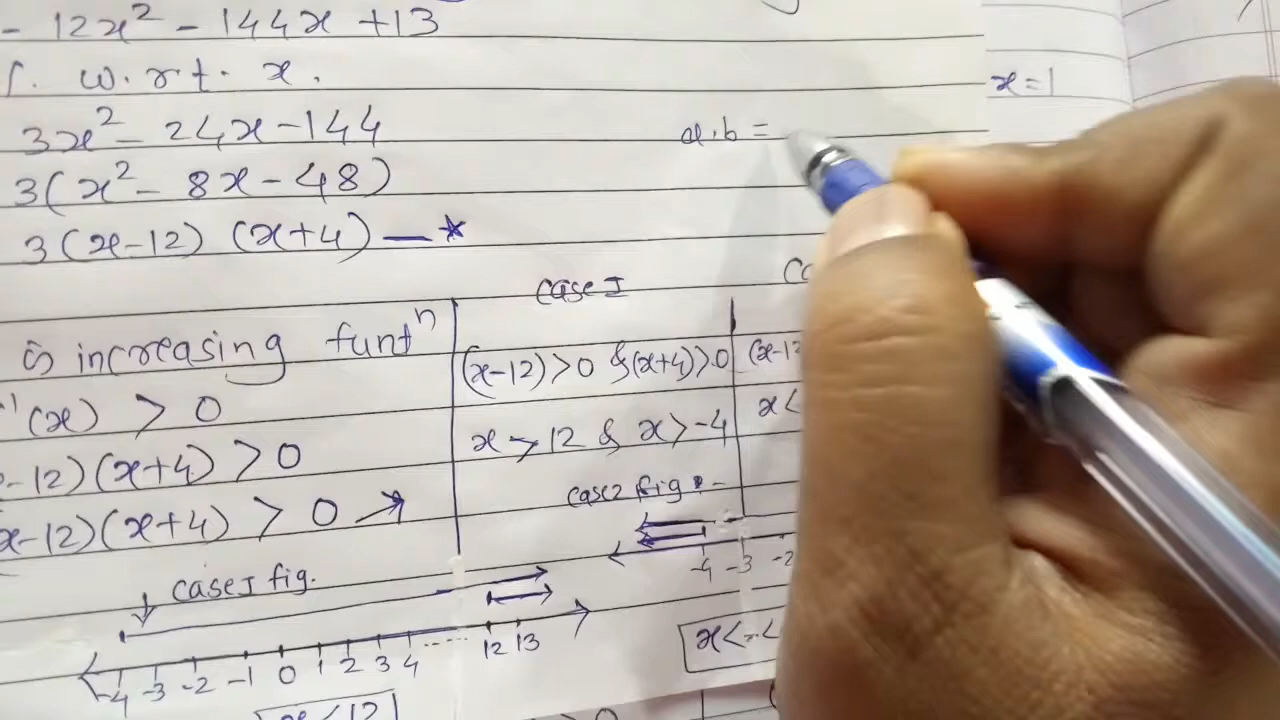 - 12x² - 144x + 13
w.r.t. x.
3x² - 24x - 144
3(x² - 8x - 48)
3(x-12) (x+4) — *
a.b =
x=1
case I
is increasing funtⁿ
(x-12)>0 &(x+4)>0
(x-12
(x) > 0
x > 12 & x > -4
x <
-12)(x+4) > 0
case2 fig :-
x-12)(x+4) > 0 →
-4 -3 -2
case I fig.
-4 -3 -2 -1 0 1 2 3 4 ...... 12 13